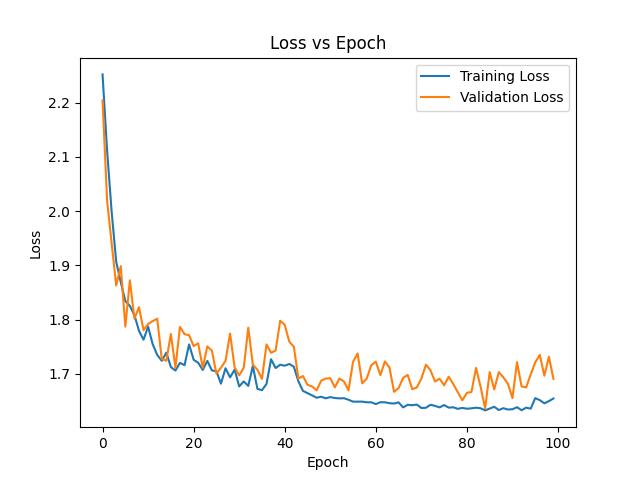 Loss vs Epoch
Training Loss
Validation Loss
Loss
2.2
2.1
2.0
1.9
1.8
1.7
0 20 40 60 80 100
Epoch